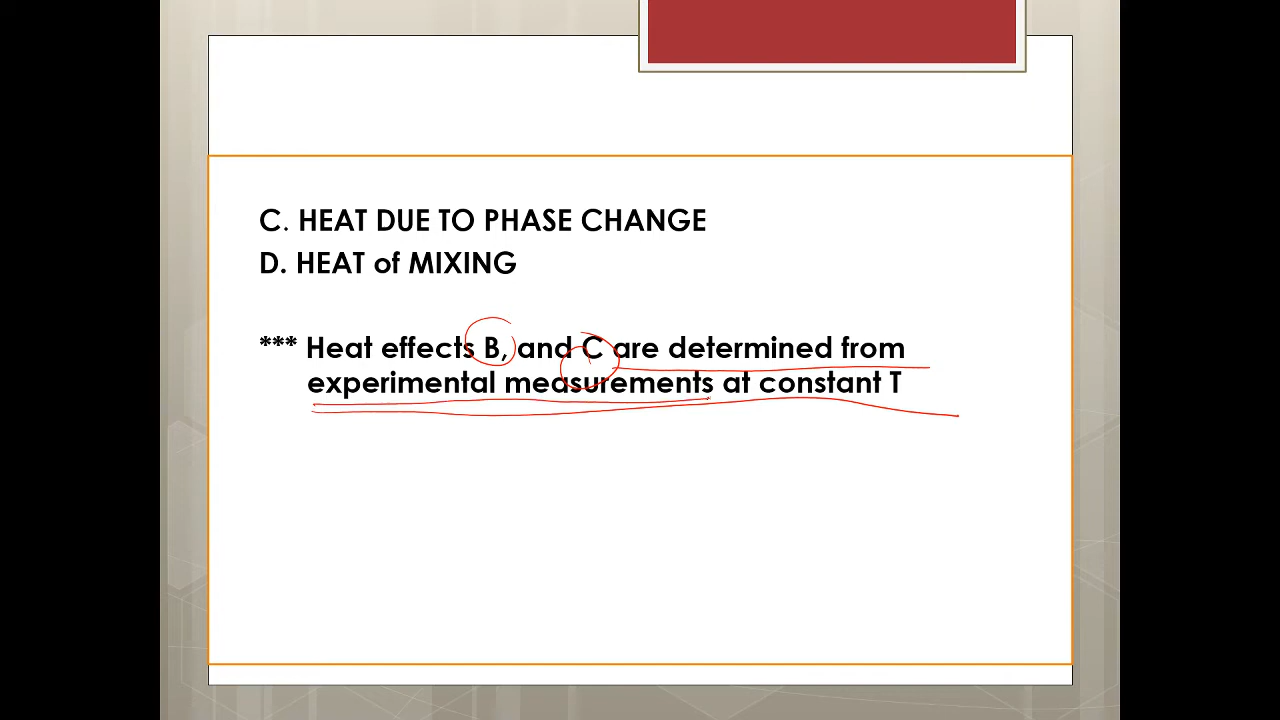 C. HEAT DUE TO PHASE CHANGE
D. HEAT of MIXING
*** Heat effects B, and C are determined from
experimental measurements at constant T